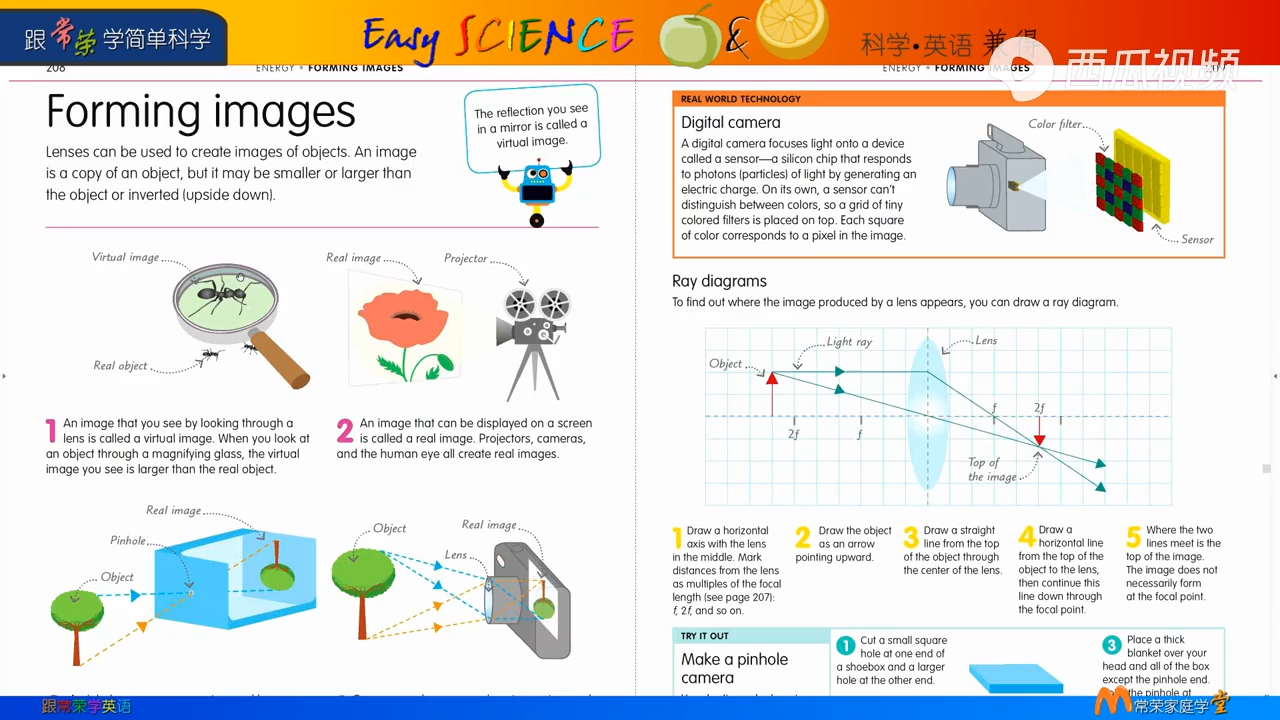 跟常荣学简单科学
Easy SCIENCE &
科学·英语 兼得
西瓜视频
208
ENERGY • FORMING IMAGES
Forming images
Lenses can be used to create images of objects. An image
is a copy of an object, but it may be smaller or larger than
the object or inverted (upside down).
The reflection you see
in a mirror is called a
virtual image.
Virtual image
Real object
Real image
Projector
1 An image that you see by looking through a
lens is called a virtual image. When you look at
an object through a magnifying glass, the virtual
image you see is larger than the real object.
2 An image that can be displayed on a screen
is called a real image. Projectors, cameras,
and the human eye all create real images.
Real image
Pinhole
Object
Object
Real image
Lens
ENERGY • FORMING IMAGES
REAL WORLD TECHNOLOGY
Digital camera
A digital camera focuses light onto a device
called a sensor—a silicon chip that responds
to photons (particles) of light by generating an
electric charge. On its own, a sensor can't
distinguish between colors, so a grid of tiny
colored filters is placed on top. Each square
of color corresponds to a pixel in the image.
Color filter
Sensor
Ray diagrams
To find out where the image produced by a lens appears, you can draw a ray diagram.
Object
Light ray
Lens
2f
f
f
2f
Top of
the image
1 Draw a horizontal
axis with the lens
in the middle. Mark
distances from the lens
as multiples of the focal
length (see page 207):
f, 2f, and so on.
2 Draw the object
as an arrow
pointing upward.
3 Draw a straight
line from the top
of the object through
the center of the lens.
4 Draw a
horizontal line
from the top of the
object to the lens,
then continue this
line down through
the focal point.
5 Where the two
lines meet is the
top of the image.
The image does not
necessarily form
at the focal point.
TRY IT OUT
Make a pinhole
camera
1 Cut a small square
hole at one end of
a shoebox and a larger
hole at the other end.
3 Place a thick
blanket over your
head and all of the box
except the pinhole end.
the pinhole at
跟常荣学英语
常荣家庭学堂